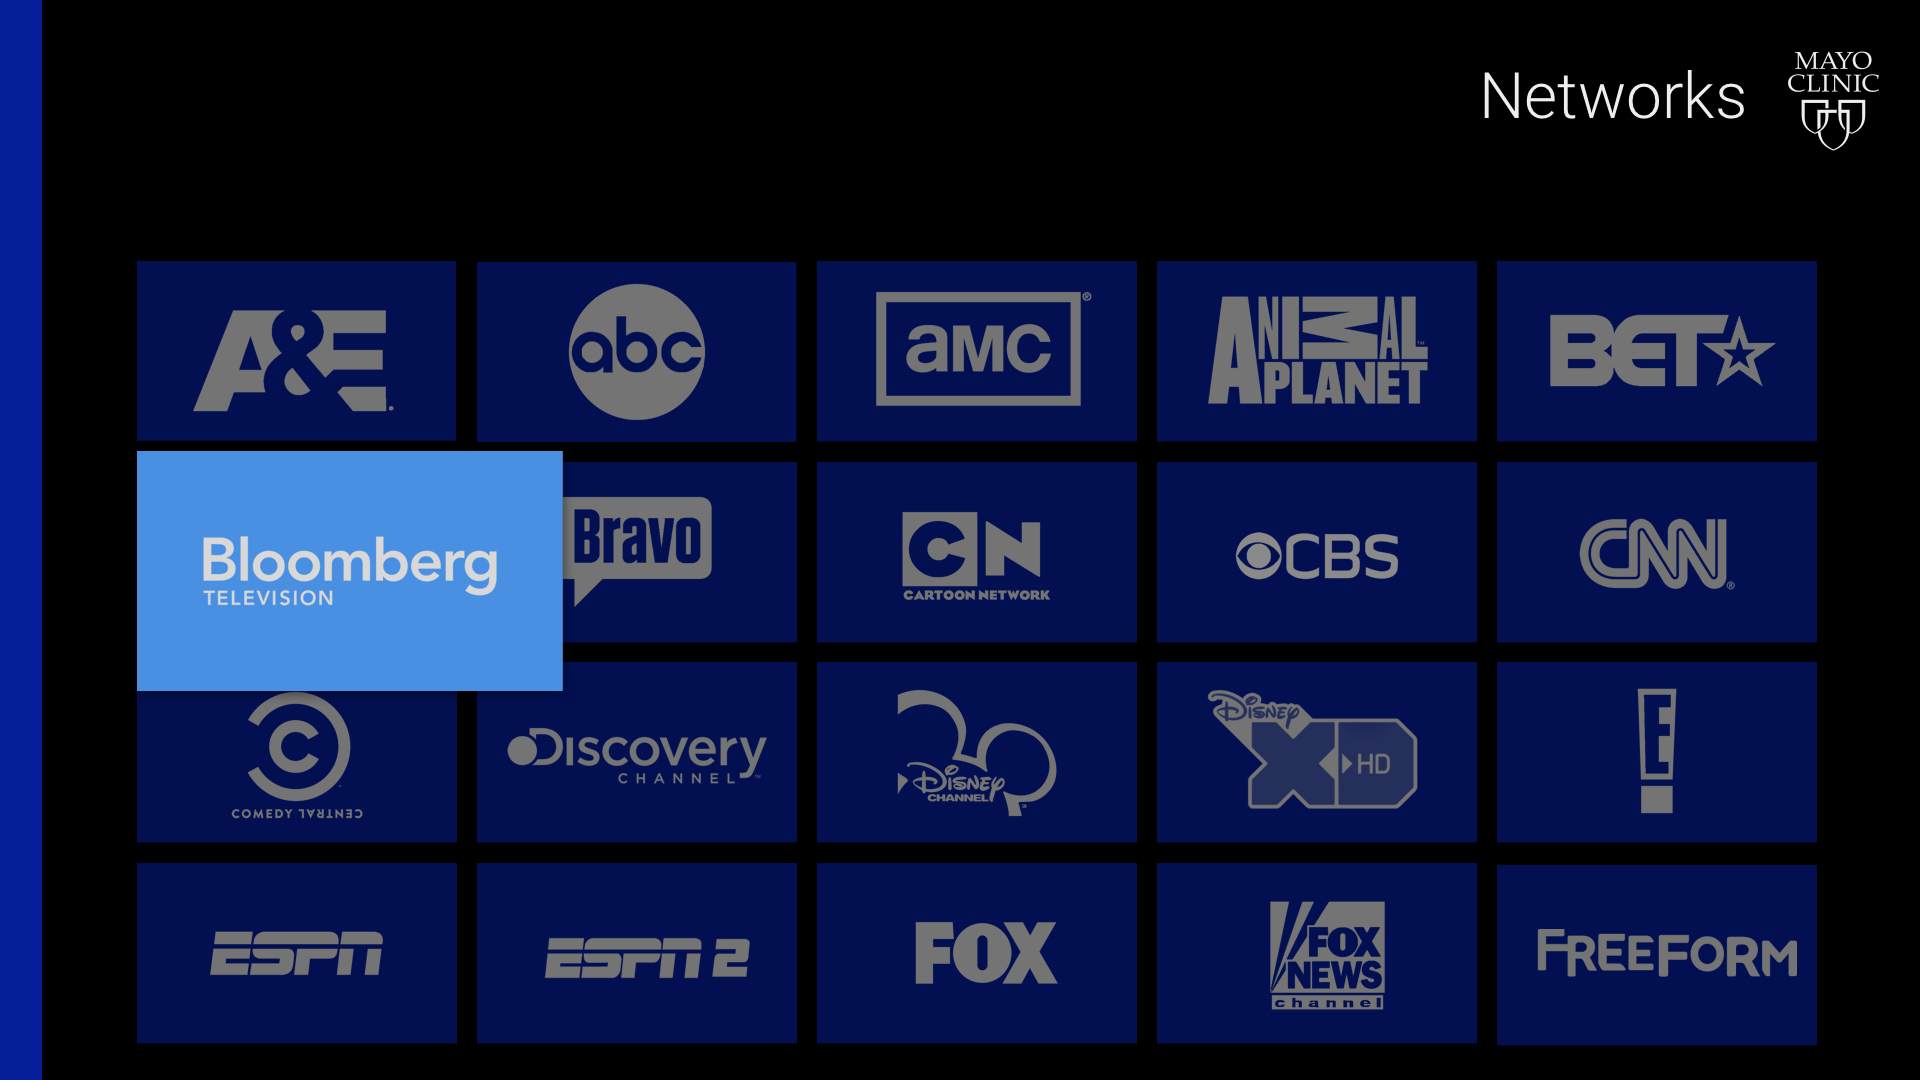 Networks
MAYO
CLINIC
A&E
abc
aMC
ANIMAL
PLANET
BET
Bloomberg
TELEVISION
Bravo
CN
CARTOON NETWORK
CBS
CNN
C
COMEDY CENTRAL
Discovery
CHANNEL
Disney
CHANNEL
Disney
XD HD
E!
ESPN
ESPN 2
FOX
FOX
NEWS
channel
FREEFORM